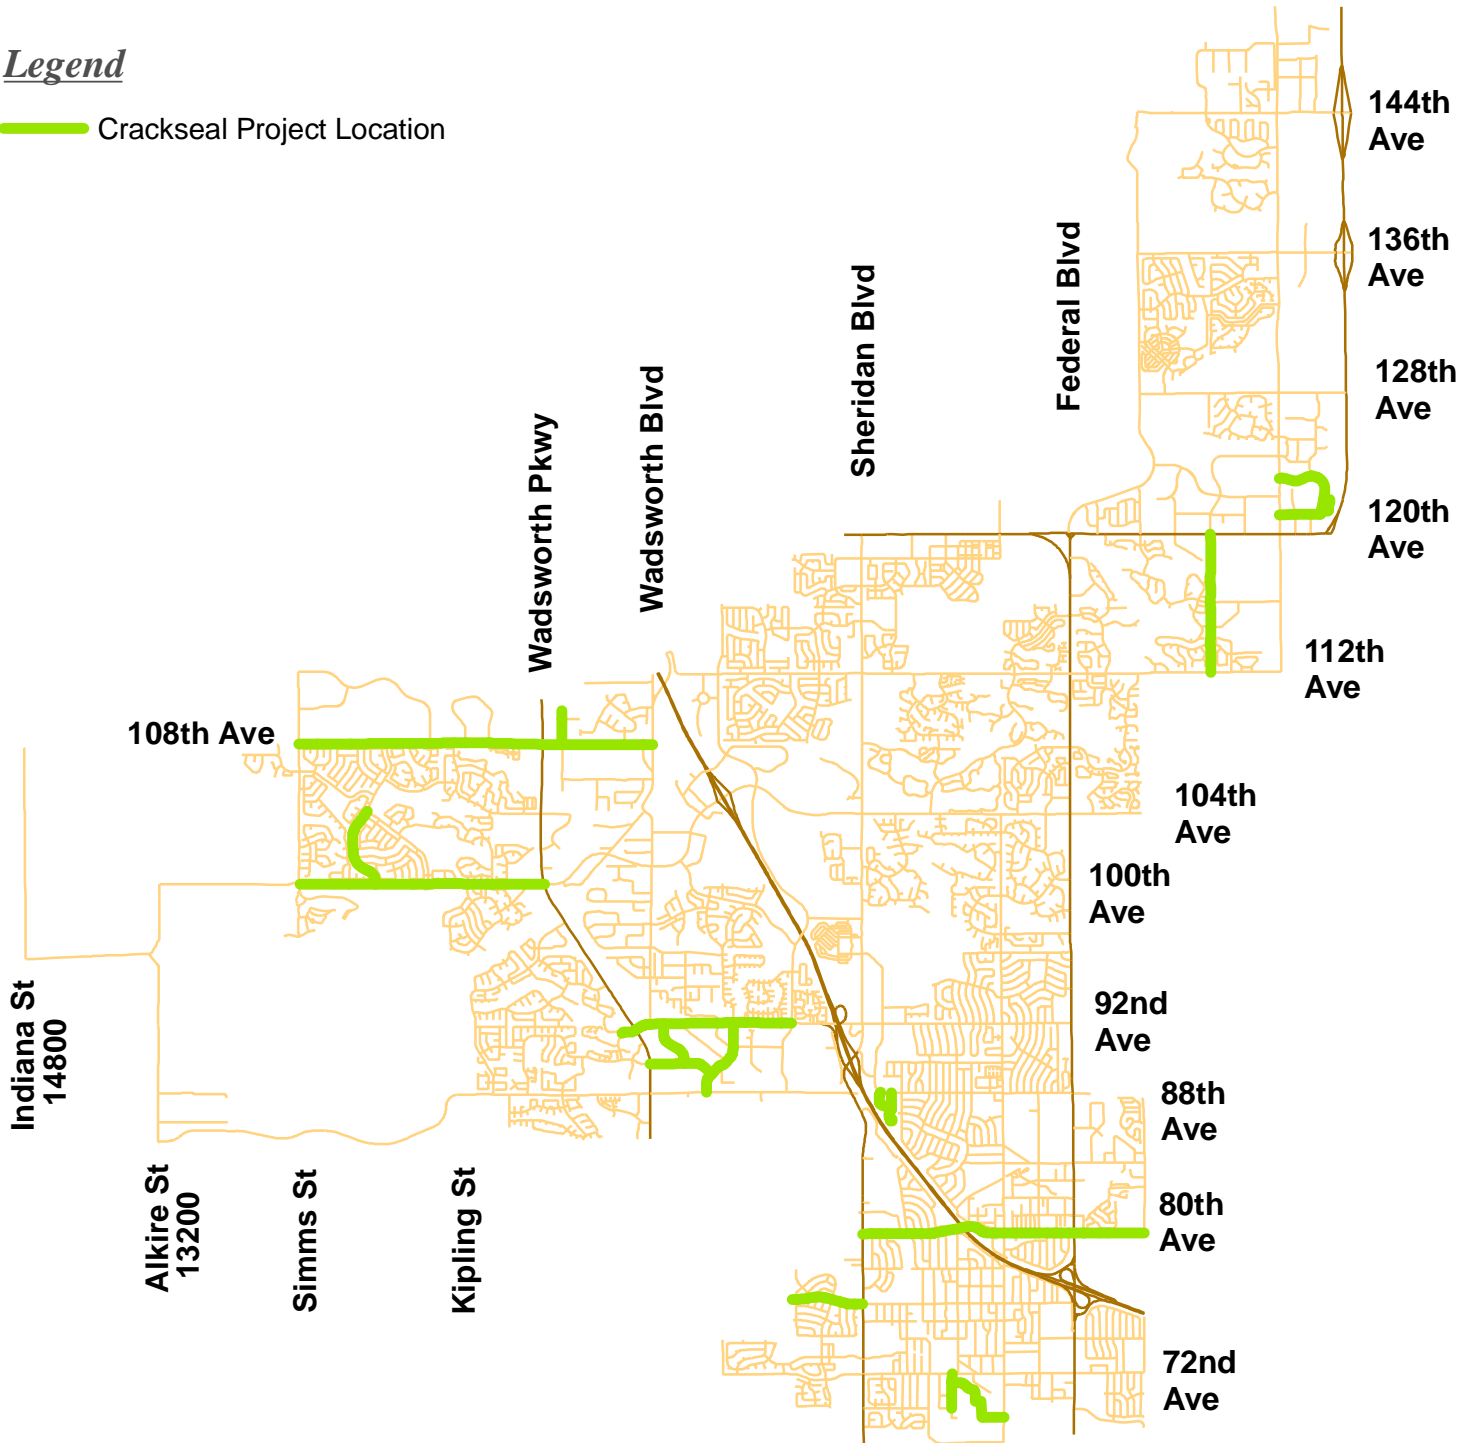 Legend
Crackseal Project Location
144th
Ave
136th
Ave
128th
Ave
120th
Ave
112th
Ave
Federal Blvd
Sheridan Blvd
Wadsworth Blvd
Wadsworth Pkwy
108th Ave
104th
Ave
100th
Ave
92nd
Ave
88th
Ave
80th
Ave
72nd
Ave
Indiana St
14800
Alkire St
13200
Simms St
Kipling St